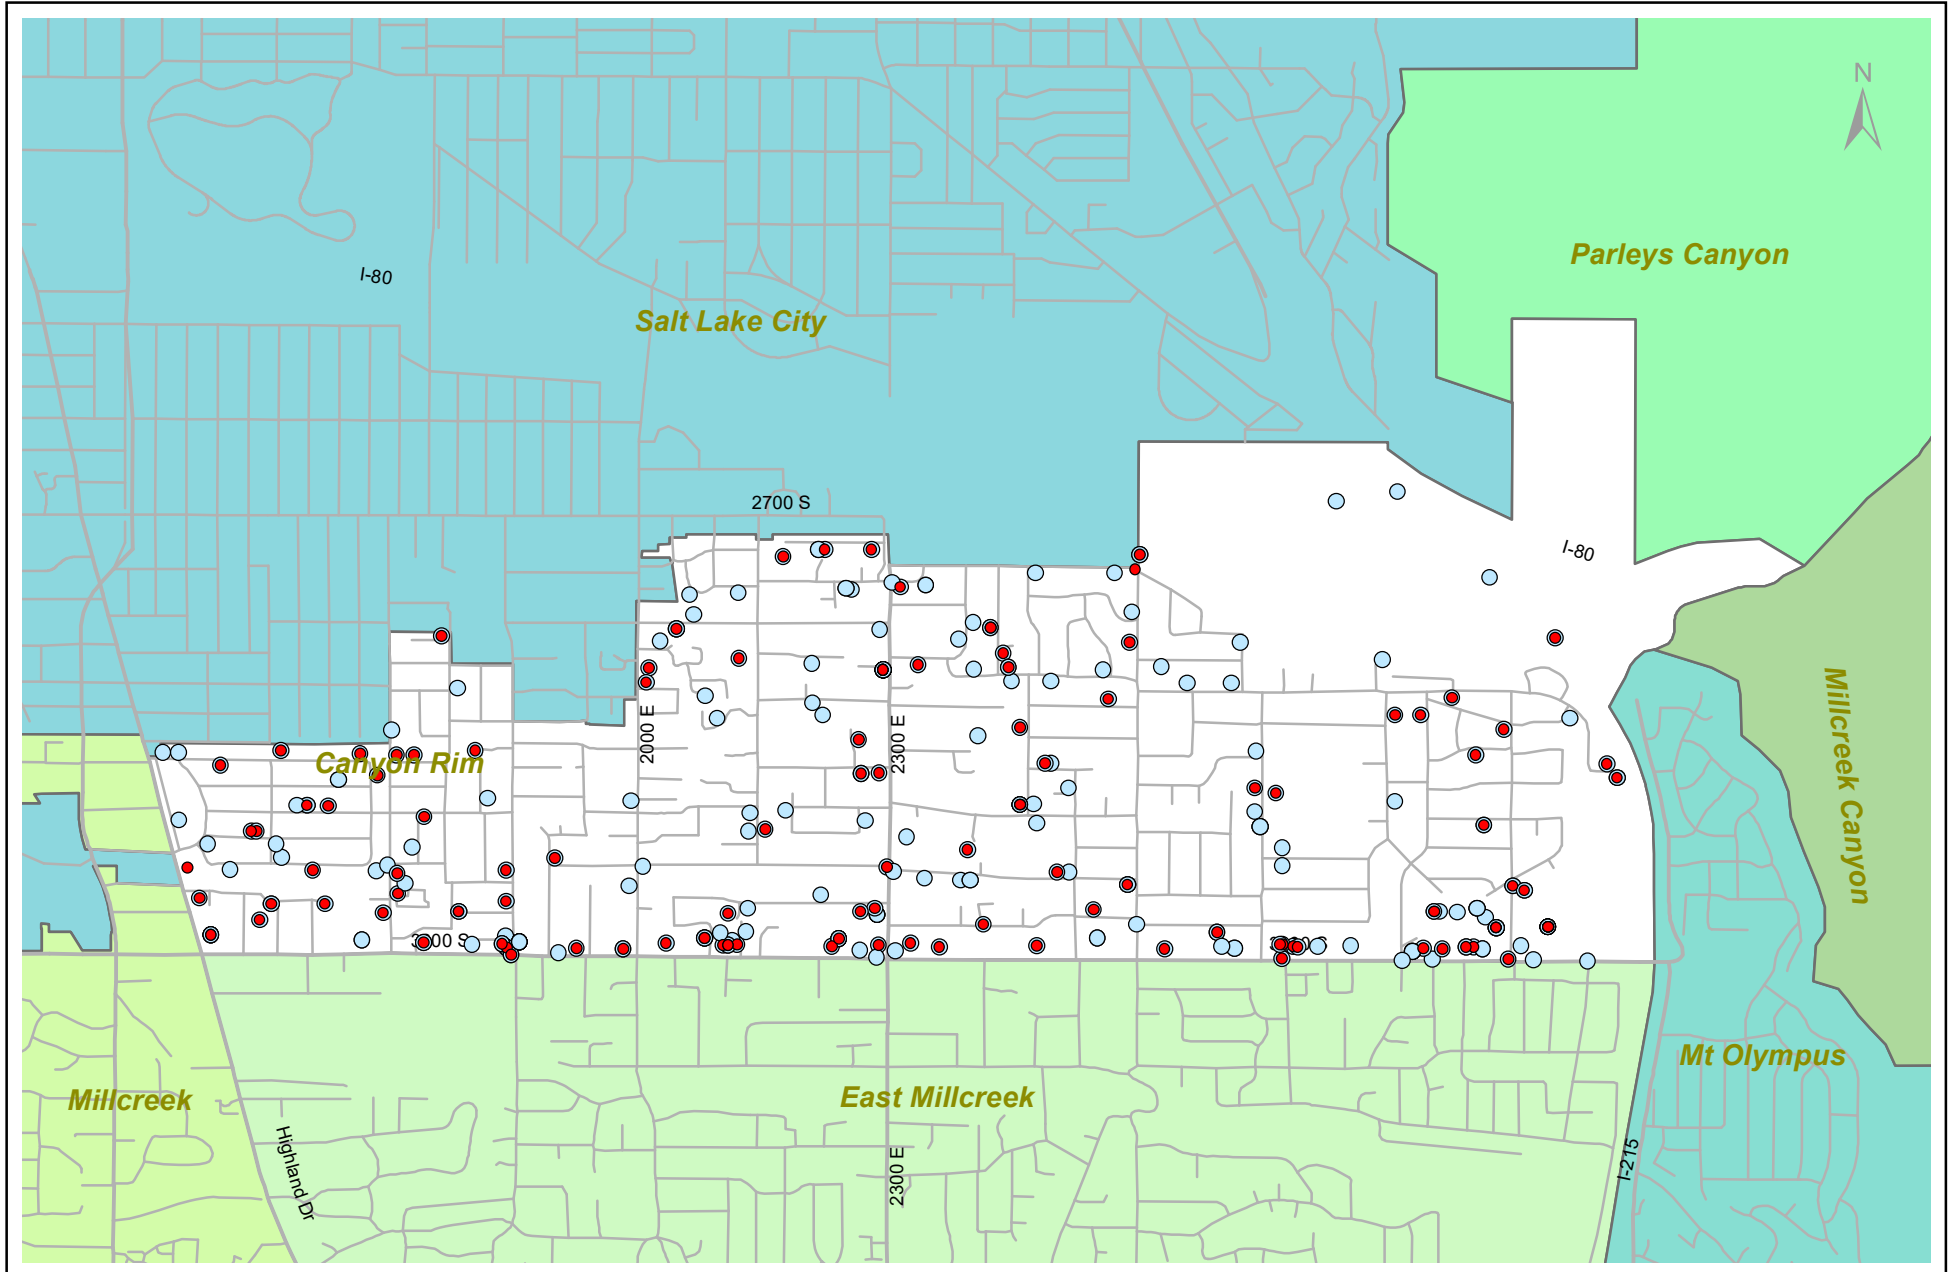 N
Parleys Canyon
I-80
Salt Lake City
2700 S
I-80
2000 E
2300 E
Canyon Rim
Millcreek Canyon
Mt Olympus
East Millcreek
Millcreek
Highland Dr
2300 E
I-215